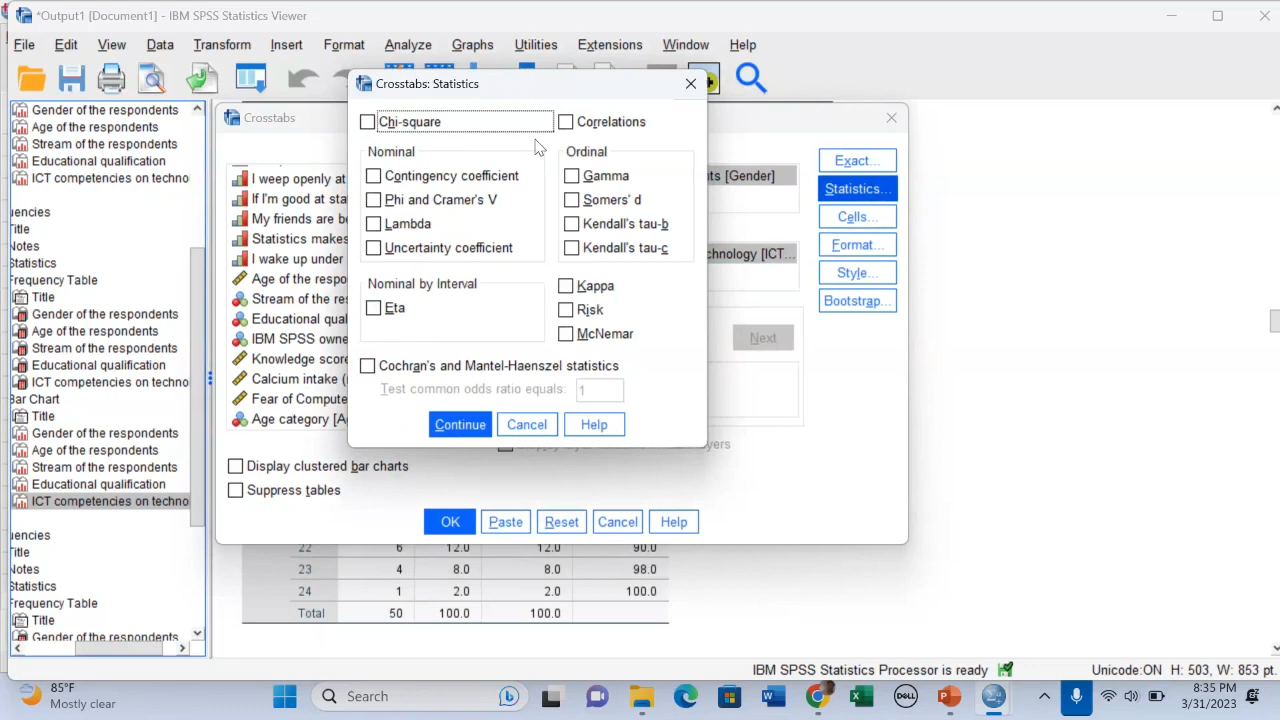 *Output1 [Document1] - IBM SPSS Statistics Viewer
File Edit View Data Transform Insert Format Analyze Graphs Utilities Extensions Window Help
Gender of the respondents
Age of the respondents
Stream of the respondents
Educational qualification
ICT competencies on techno
uencies
Title
Notes
Statistics
Frequency Table
Title
Gender of the respondents
Age of the respondents
Stream of the respondents
Educational qualification
ICT competencies on techno
Bar Chart
Title
Gender of the respondents
Age of the respondents
Stream of the respondents
Educational qualification
ICT competencies on techno
uencies
Title
Notes
Statistics
Frequency Table
Title
Gender of the respondents
Crosstabs
I weep openly at
If I'm good at sta
My friends are be
Statistics makes
I wake up under
Age of the respo
Stream of the res
Educational qual
IBM SPSS owne
Knowledge score
Calcium intake (
Fear of Compute
Age category [A
nts [Gender]
chnology [ICT...
Next
Exact...
Statistics...
Cells...
Format...
Style...
Bootstrap...
Display clustered bar charts
Suppress tables
OK Paste Reset Cancel Help
Crosstabs: Statistics
Chi-square
Correlations
Nominal
Contingency coefficient
Phi and Cramer's V
Lambda
Uncertainty coefficient
Ordinal
Gamma
Somers' d
Kendall's tau-b
Kendall's tau-c
Nominal by Interval
Eta
Kappa
Risk
McNemar
Cochran's and Mantel-Haenszel statistics
Test common odds ratio equals: 1
Continue Cancel Help
22 6 12.0 12.0 90.0
23 4 8.0 8.0 98.0
24 1 2.0 2.0 100.0
Total 50 100.0 100.0
IBM SPSS Statistics Processor is ready Unicode:ON H: 503, W: 853 pt.
85°F
Mostly clear
Search
DELL
8:35 PM
3/31/2023